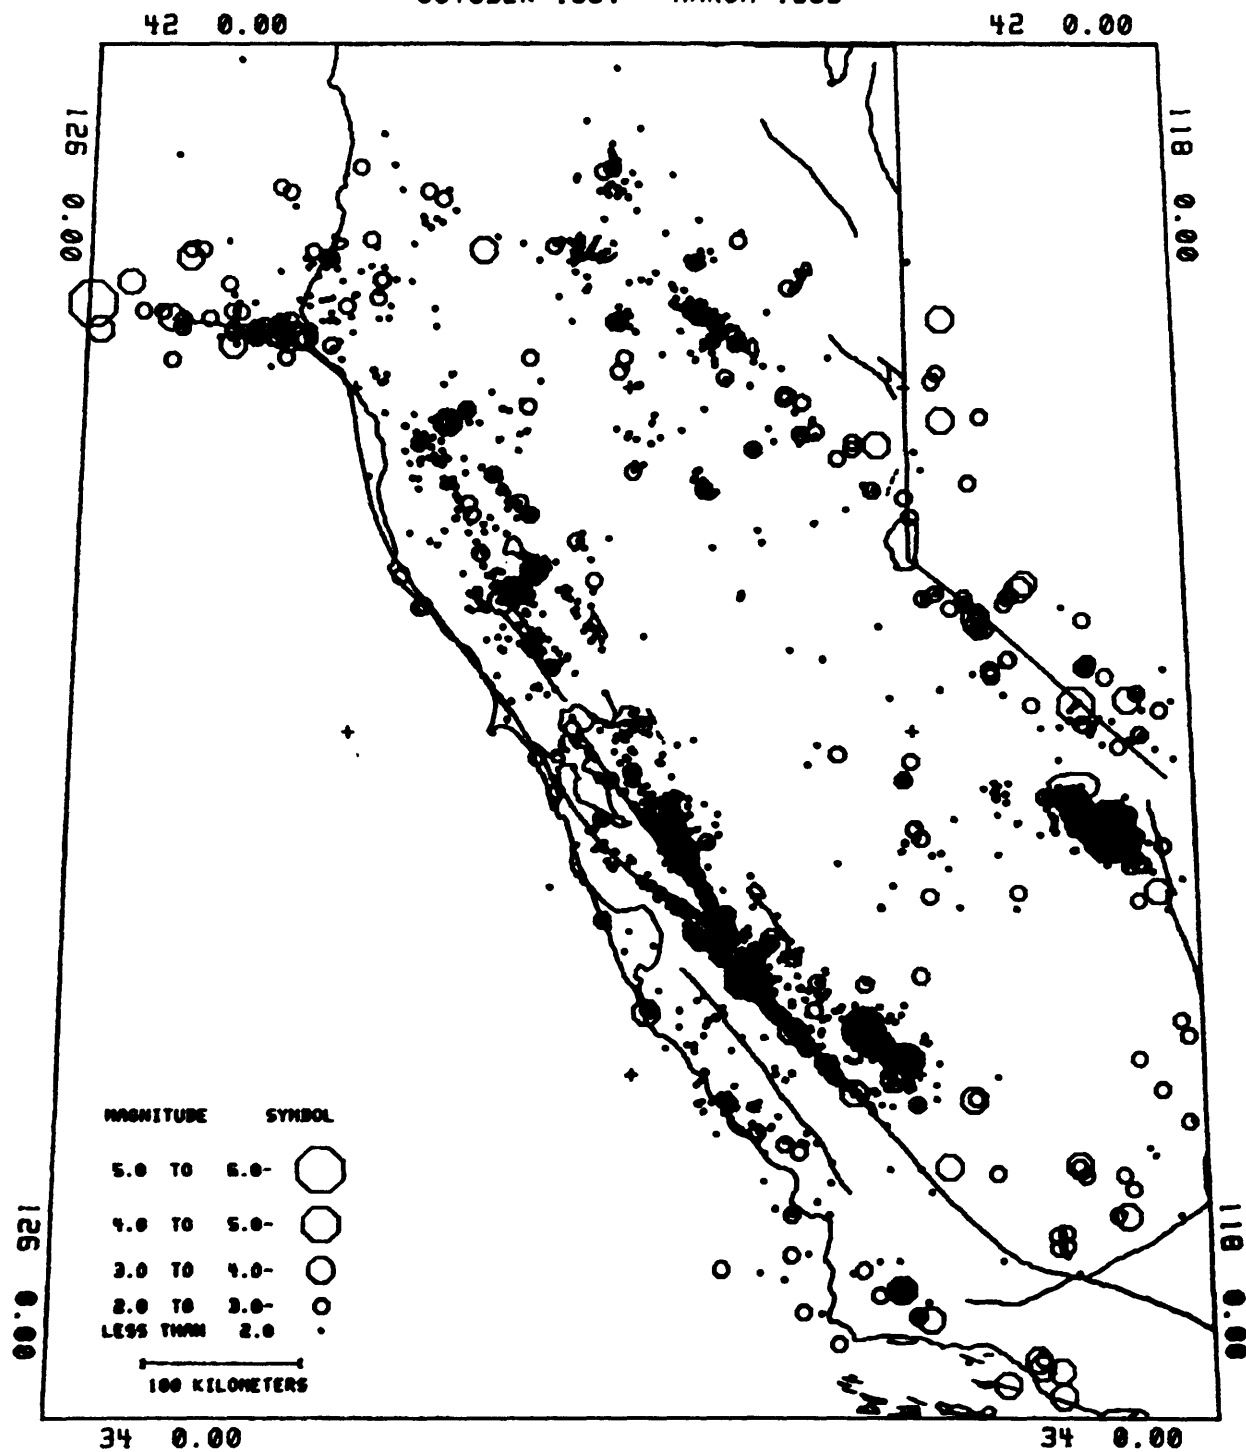 42 0.00 42 0.00
126 0.00
118 0.00
MAGNITUDE SYMBOL
5.0 TO 6.0-
4.0 TO 5.0-
3.0 TO 4.0-
2.0 TO 3.0-
LESS THAN 2.0
100 KILOMETERS
126 0.00
118 0.00
34 0.00 34 0.00